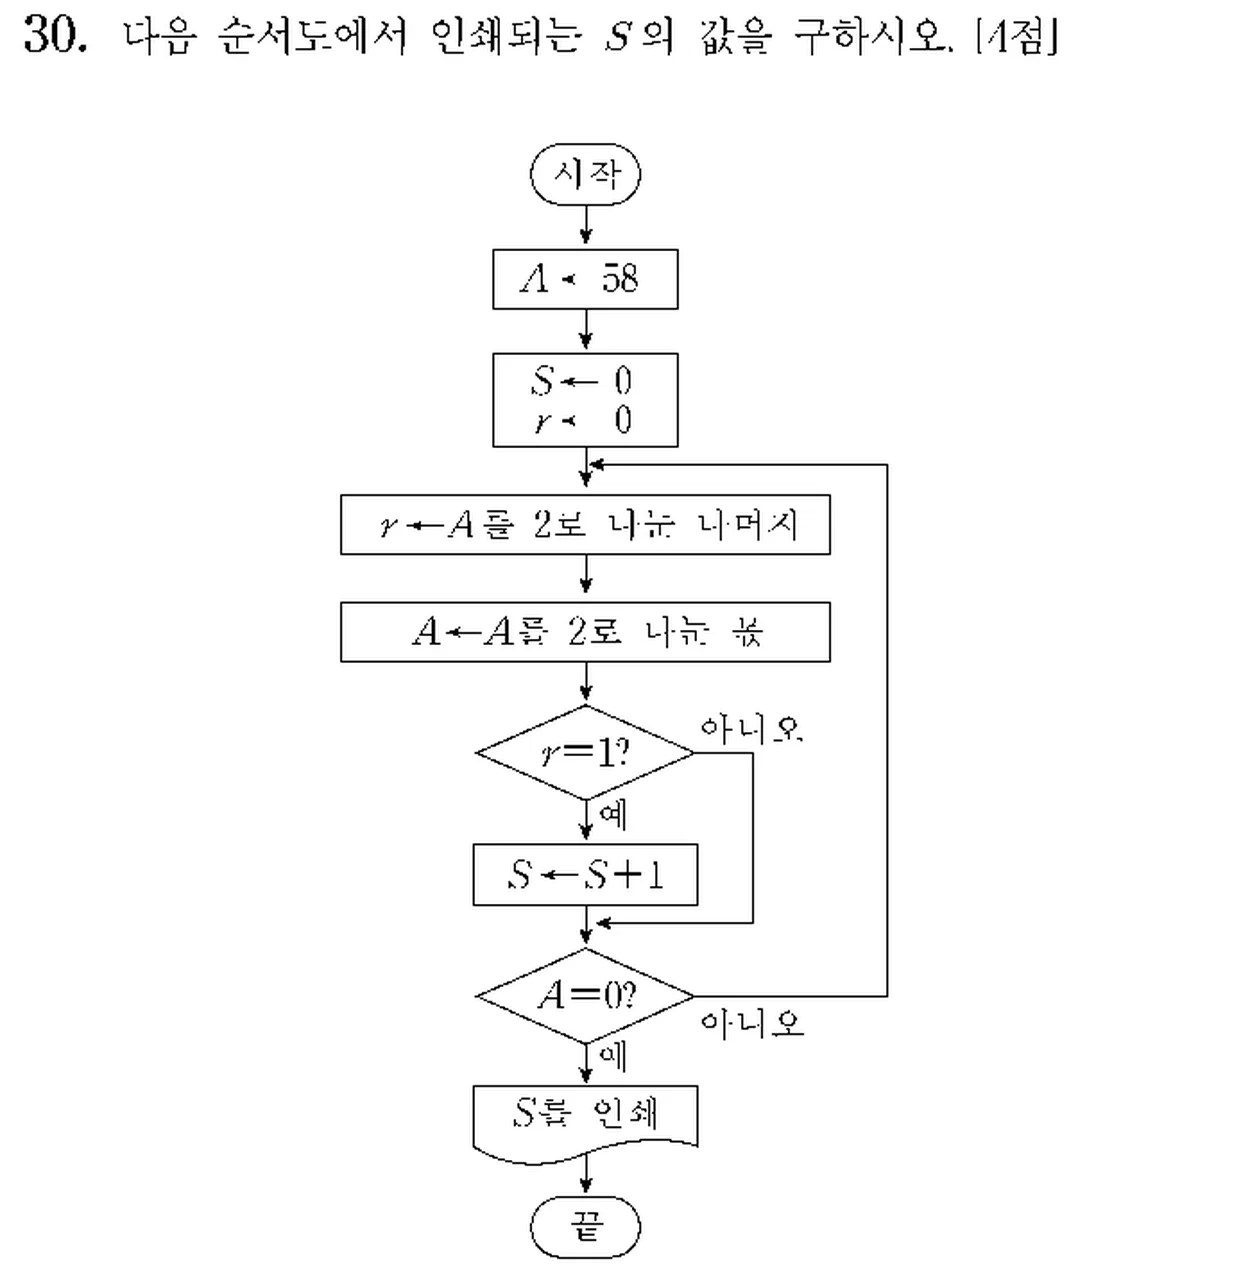 30. 다음 순서도에서 인쇄되는 S의 값을 구하시오. [4점]
시작
A ← 58
S ← 0
r ← 0
r ← A를 2로 나눈 나머지
A ← A를 2로 나눈 몫
r=1?
아니오
예
S ← S+1
A=0?
아니오
예
S를 인쇄
끝